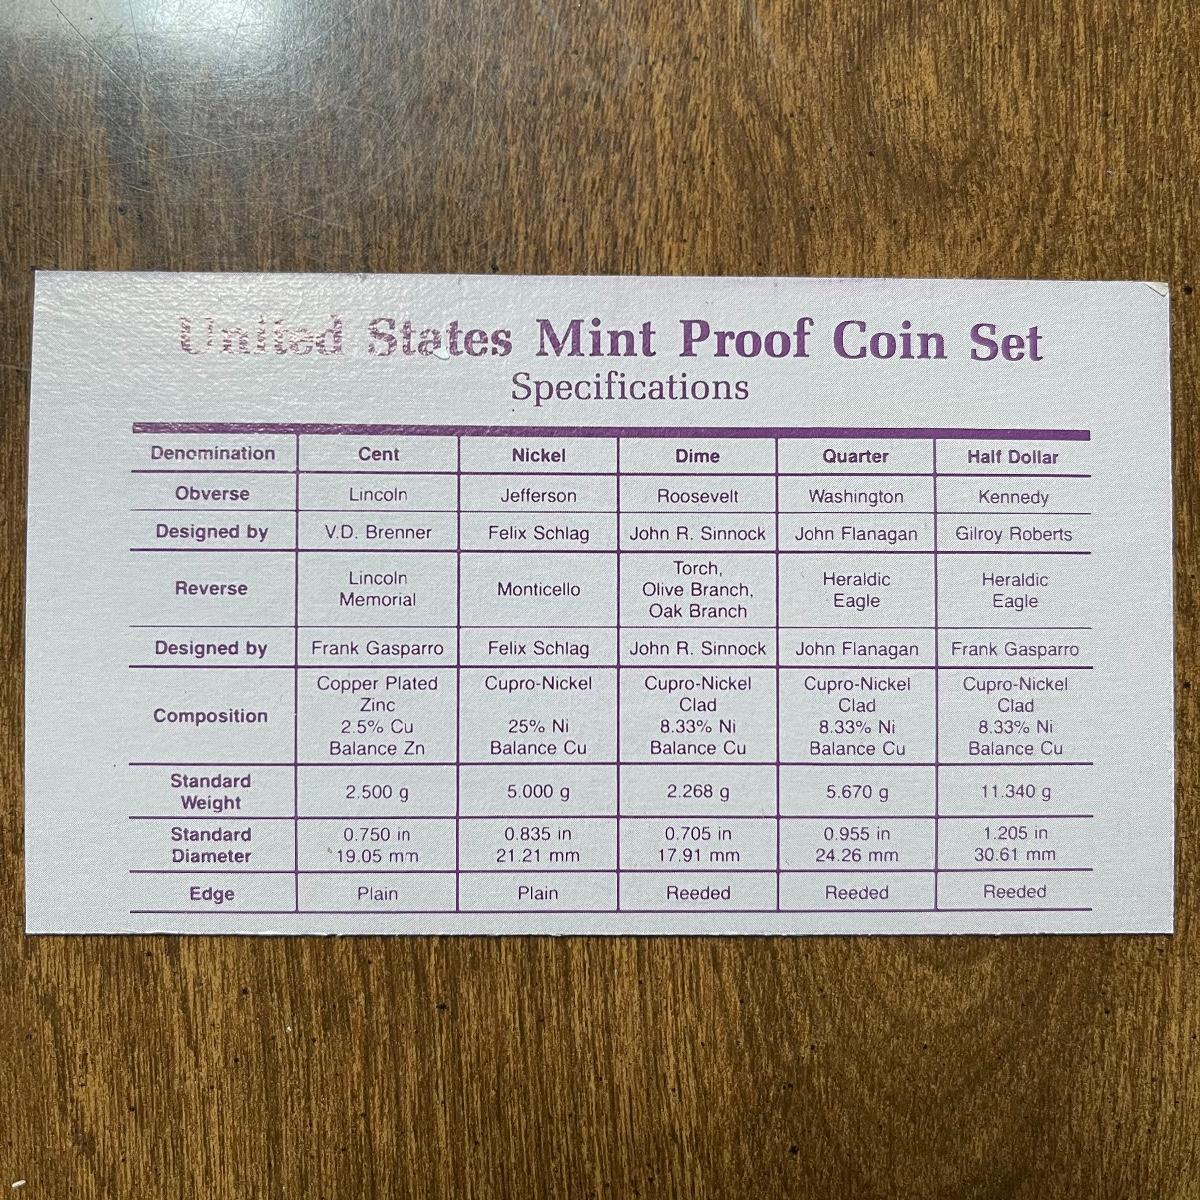 United States Mint Proof Coin Set
Specifications
Denomination Cent Nickel Dime Quarter Half Dollar
Obverse Lincoln Jefferson Roosevelt Washington Kennedy
Designed by V.D. Brenner Felix Schlag John R. Sinnock John Flanagan Gilroy Roberts
Reverse
Lincoln
Memorial
Monticello
Torch,
Olive Branch,
Oak Branch
Heraldic
Eagle
Heraldic
Eagle
Designed by Frank Gasparro Felix Schlag John R. Sinnock John Flanagan Frank Gasparro
Composition
Copper Plated
Zinc
2.5% Cu
Balance Zn
Cupro-Nickel
25% Ni
Balance Cu
Cupro-Nickel
Clad
8.33% Ni
Balance Cu
Cupro-Nickel
Clad
8.33% Ni
Balance Cu
Cupro-Nickel
Clad
8.33% Ni
Balance Cu
Standard
Weight
2.500 g 5.000 g 2.268 g 5.670 g 11.340 g
Standard
Diameter
0.750 in
19.05 mm
0.835 in
21.21 mm
0.705 in
17.91 mm
0.955 in
24.26 mm
1.205 in
30.61 mm
Edge Plain Plain Reeded Reeded Reeded